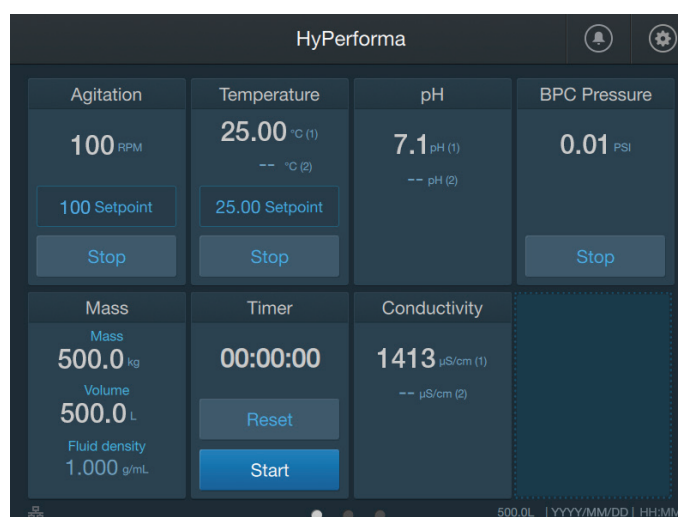 HyPerforma
Agitation
100 RPM
100 Setpoint
Stop
Temperature
25.00 °C (1)
-- °C (2)
25.00 Setpoint
Stop
pH
7.1 pH (1)
-- pH (2)
BPC Pressure
0.01 PSI
Stop
Mass
Mass
500.0 kg
Volume
500.0 L
Fluid density
1.000 g/mL
Timer
00:00:00
Reset
Start
Conductivity
1413 µS/cm (1)
-- µS/cm (2)
500.0L | YYYY/MM/DD | HH:MM